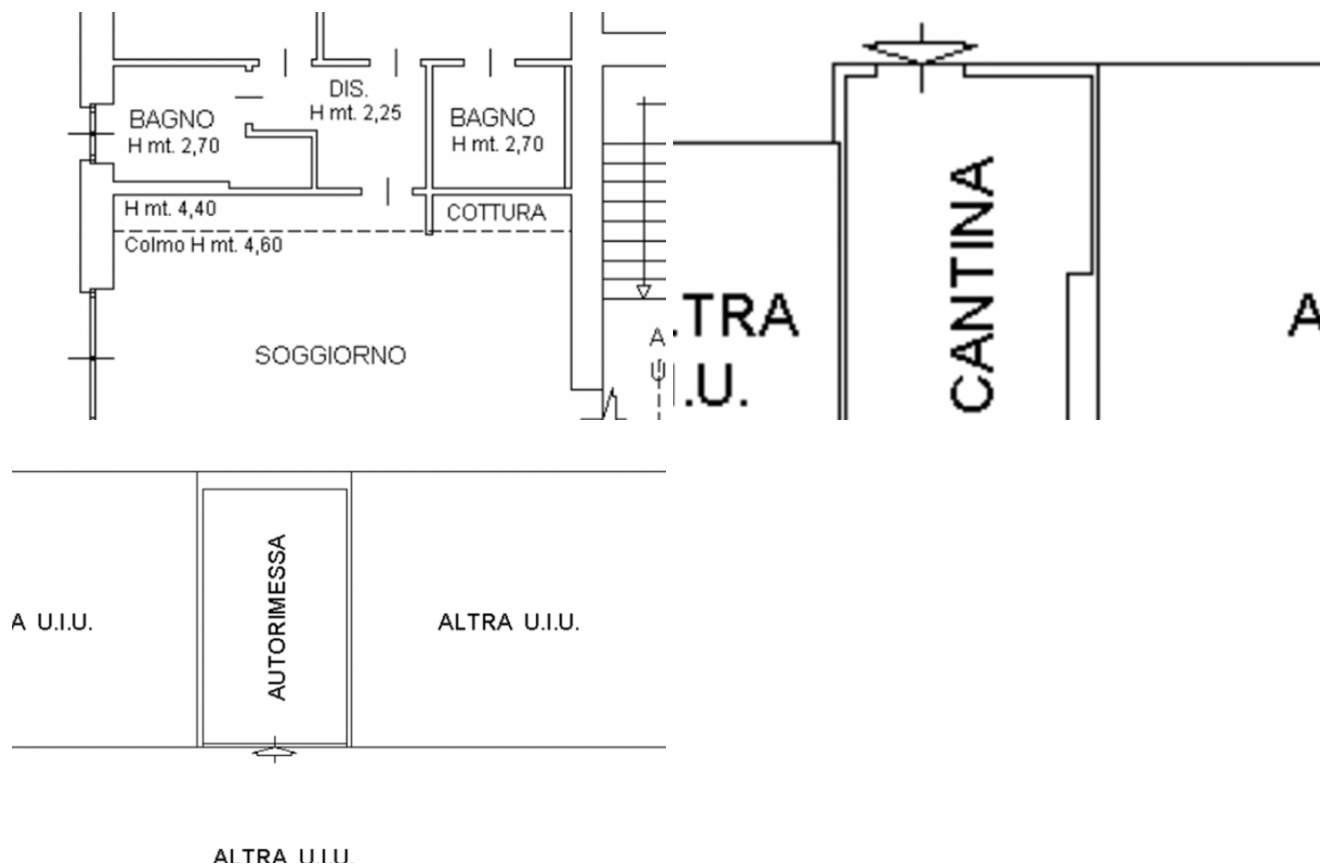 DIS.
H mt. 2,25
BAGNO
H mt. 2,70
BAGNO
H mt. 2,70
H mt. 4,40
COTTURA
Colmo H mt. 4,60
SOGGIORNO
A
U
CANTINA
TRA
.U.
A
AUTORIMESSA
A U.I.U.
ALTRA U.I.U.
ALTRA U.I.U.